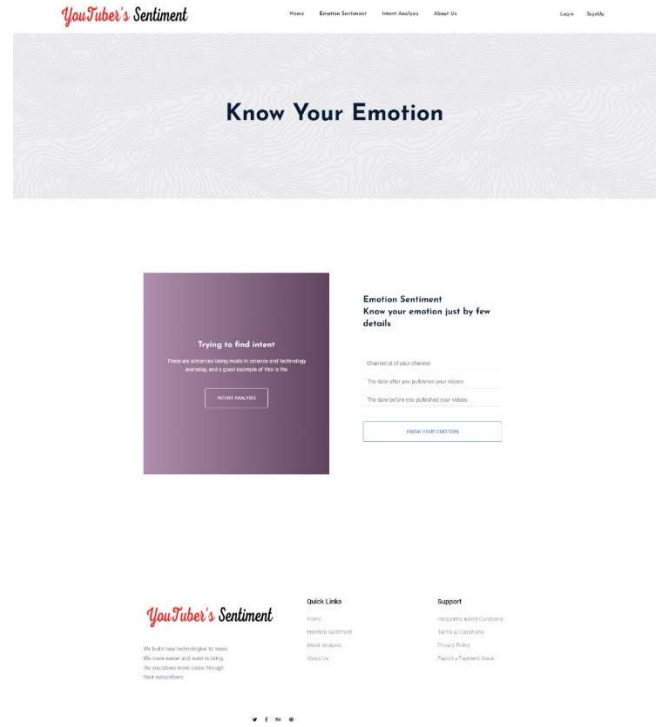 YouTuber's Sentiment
Home Emotion Sentiment Intent Analysis About Us Login SignUp
Know Your Emotion
Trying to find intent
There are advances being made in science and technology
everyday, and a good example of this is the
INTENT ANALYSIS
Emotion Sentiment
Know your emotion just by few
details
Channel id of your channel
The date after you published your videos
The date before you published your videos
KNOW YOUR EMOTION
YouTuber's Sentiment
We build new technologies to make
life more easier and want to bring
the youtubers more close through
their subscribers
Quick Links
Home
Emotion Sentiment
Intent Analysis
About Us
Support
Frequently Asked Questions
Terms & Conditions
Privacy Policy
Report a Payment Issue